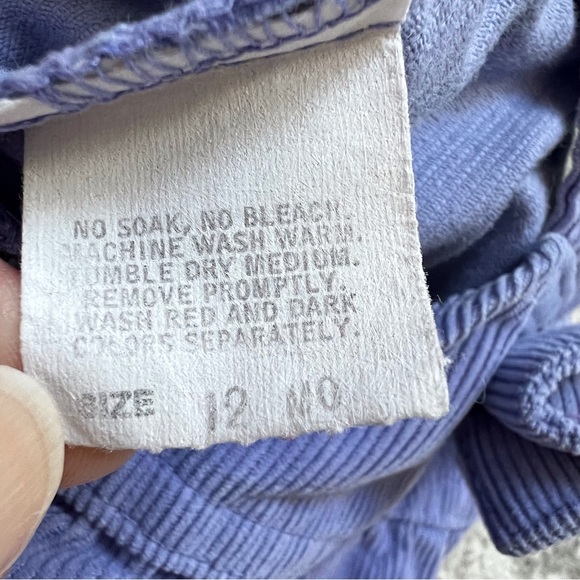 NO SOAK, NO BLEACH.
MACHINE WASH WARM.
TUMBLE DRY MEDIUM.
REMOVE PROMPTLY.
WASH RED AND DARK
COLORS SEPARATELY.
SIZE 12 MO